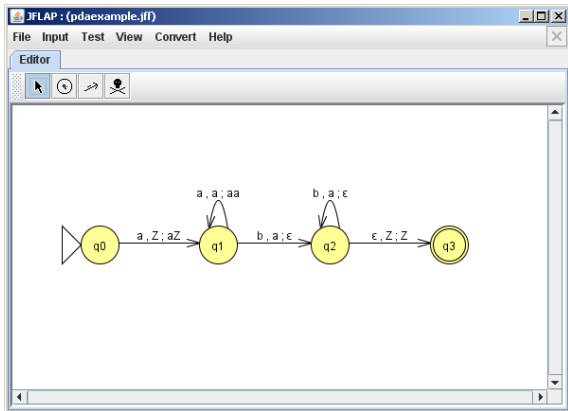 JFLAP : (pdaexample.jff)
File Input Test View Convert Help
Editor
a , a ; aa b , a ; ε
q0 a , Z ; aZ q1 b , a ; ε q2 ε , Z ; Z q3